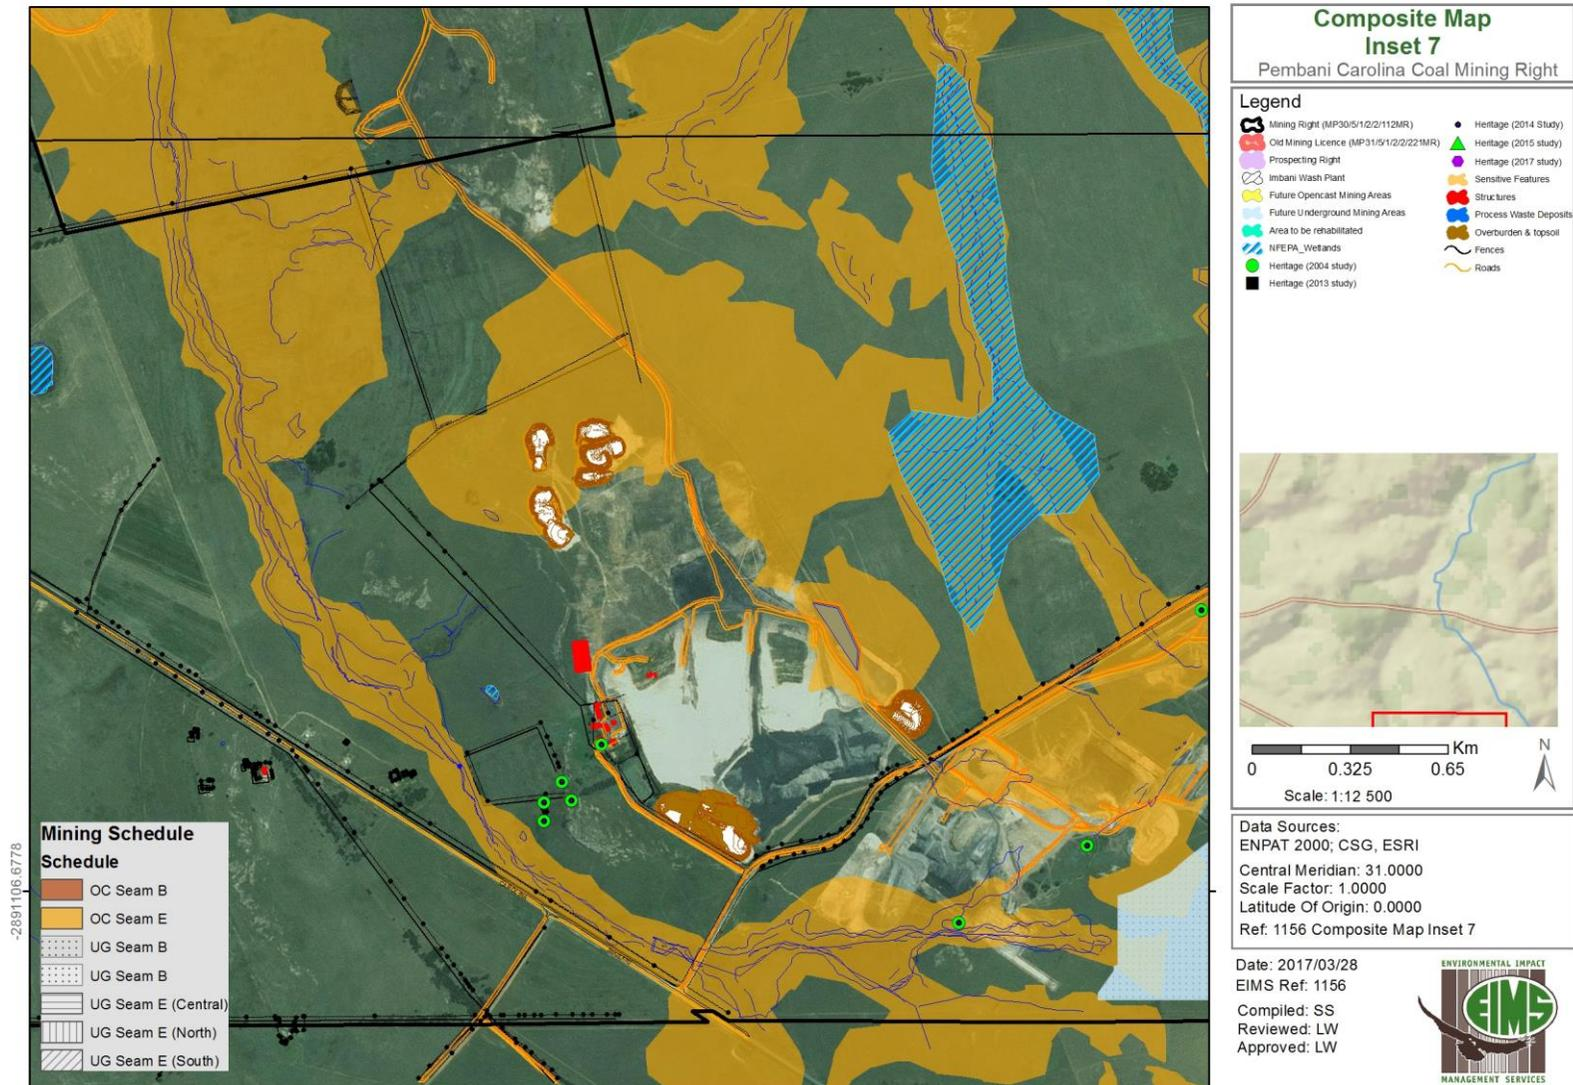 Composite Map
Inset 7
Pembani Carolina Coal Mining Right
Legend
Mining Right (MP30/5/1/2/2/112MR)
Old Mining Licence (MP31/5/1/2/2/221MR)
Prospecting Right
Imbani Wash Plant
Future Opencast Mining Areas
Future Underground Mining Areas
Area to be rehabilitated
NFEPA_Wetlands
Heritage (2004 study)
Heritage (2013 study)
Heritage (2014 Study)
Heritage (2015 study)
Heritage (2017 study)
Sensitive Features
Structures
Process Waste Deposits
Overburden & topsoil
Fences
Roads
Km
0 0.325 0.65
N
Scale: 1:12 500
Data Sources:
ENPAT 2000; CSG, ESRI
Central Meridian: 31.0000
Scale Factor: 1.0000
Latitude Of Origin: 0.0000
Ref: 1156 Composite Map Inset 7
Date: 2017/03/28
EIMS Ref: 1156
Compiled: SS
Reviewed: LW
Approved: LW
ENVIRONMENTAL IMPACT
EIMS
MANAGEMENT SERVICES
-2891106.6778
Mining Schedule
Schedule
OC Seam B
OC Seam E
UG Seam B
UG Seam B
UG Seam E (Central)
UG Seam E (North)
UG Seam E (South)